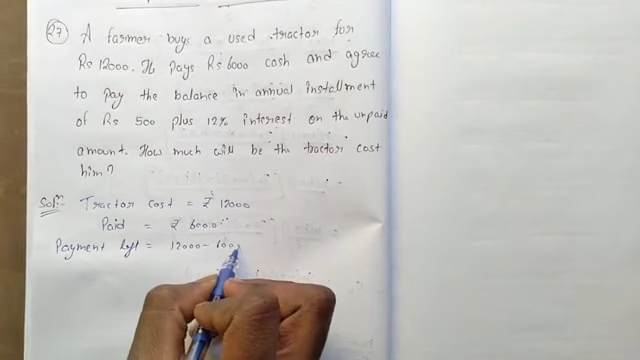 27 A farmer buys a used tractor for
Rs 12000. He pays Rs 6000 cash and agree
to pay the balance in annual installment
of Rs 500 plus 12% interest on the unpaid
amount. How much will be the tractor cost
him?
Sol:- Tractor cost = ₹ 12000
Paid = ₹ 6000
Payment left = 12000 - 600